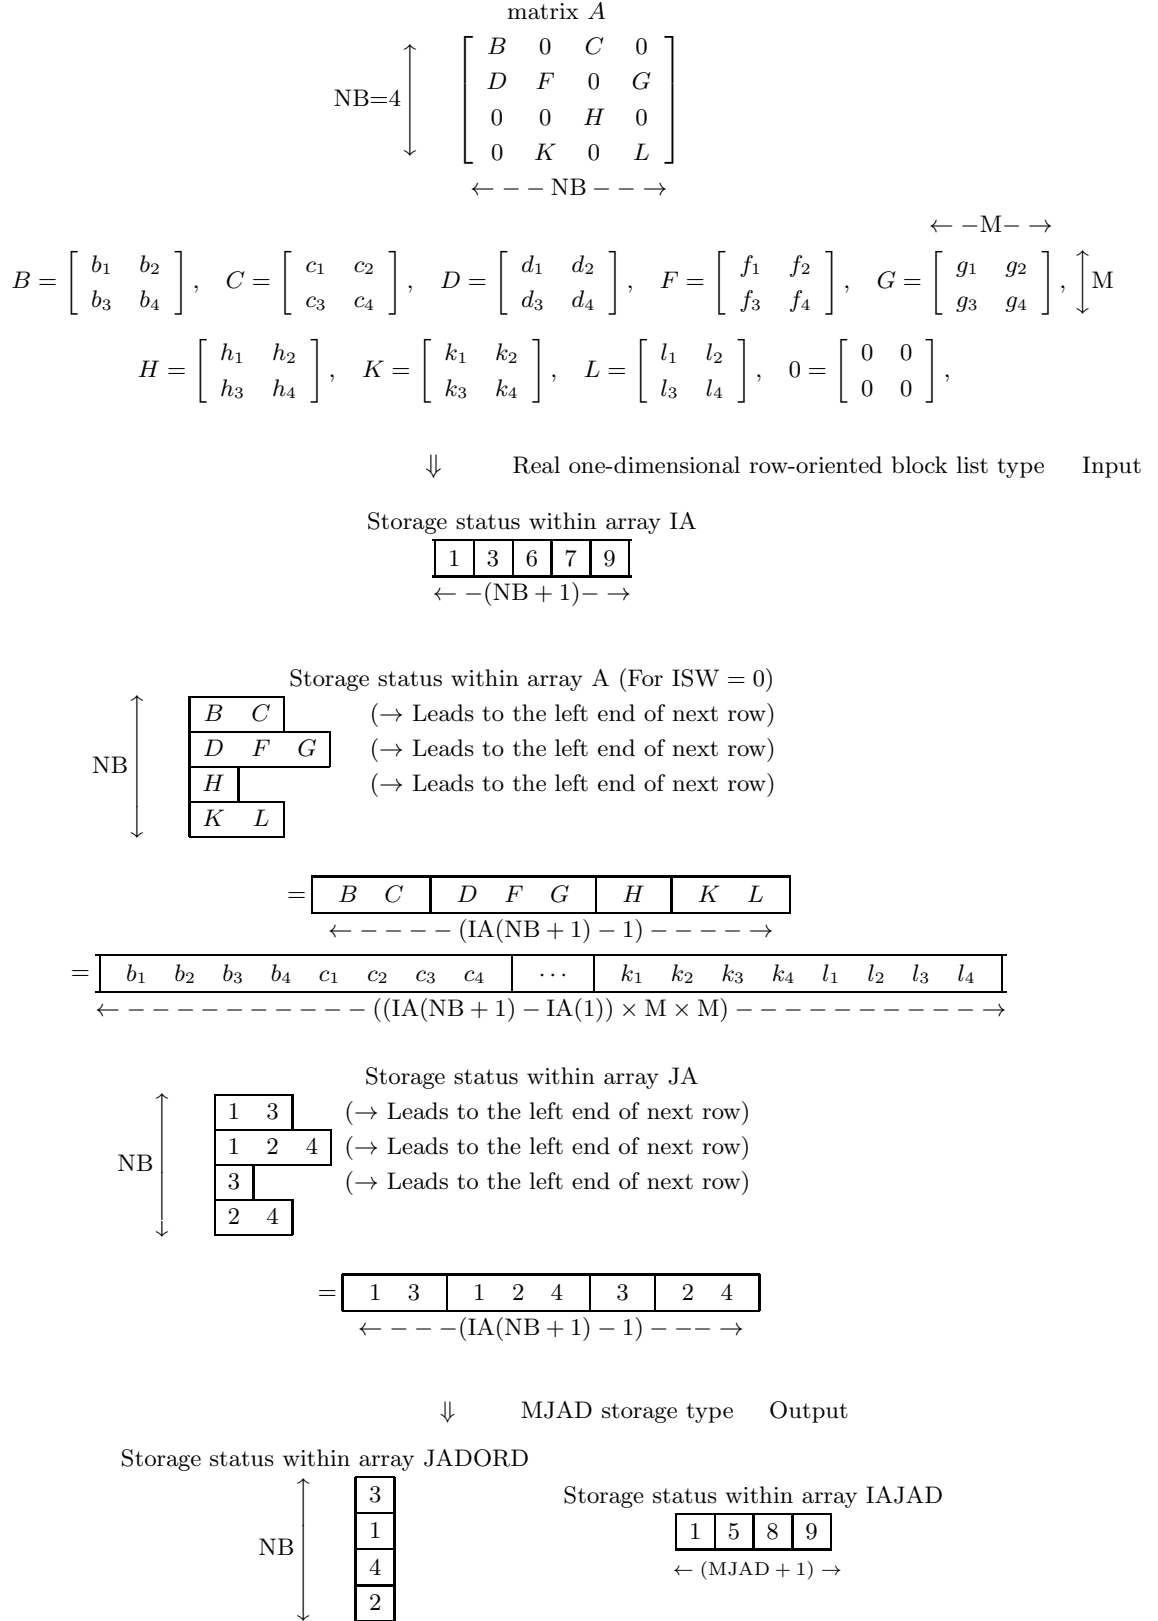 matrix A
B 0 C 0
NB=4 D F 0 G
0 0 H 0
0 K 0 L
← − − NB − − →
← −M− →
B = [ b1 b2 b3 b4 ], C = [ c1 c2 c3 c4 ], D = [ d1 d2 d3 d4 ], F = [ f1 f2 f3 f4 ], G = [ g1 g2 g3 g4 ], ↕ M
H = [ h1 h2 h3 h4 ], K = [ k1 k2 k3 k4 ], L = [ l1 l2 l3 l4 ], 0 = [ 0 0 0 0 ],
⇓ Real one-dimensional row-oriented block list type Input
Storage status within array IA
1 3 6 7 9
← −(NB + 1)− →
Storage status within array A (For ISW = 0)
B C (→ Leads to the left end of next row)
D F G (→ Leads to the left end of next row)
NB
H (→ Leads to the left end of next row)
K L
= B C D F G H K L
← − − − − − (IA(NB + 1) − 1) − − − − − →
= b1 b2 b3 b4 c1 c2 c3 c4 ··· k1 k2 k3 k4 l1 l2 l3 l4
← − − − − − − − − − − − ((IA(NB + 1) − IA(1)) × M × M) − − − − − − − − − − − →
Storage status within array JA
1 3 (→ Leads to the left end of next row)
1 2 4 (→ Leads to the left end of next row)
NB
3 (→ Leads to the left end of next row)
2 4
= 1 3 1 2 4 3 2 4
← − − − −(IA(NB + 1) − 1) − − − − →
⇓ MJAD storage type Output
Storage status within array JADORD
3
1
NB
4
2
Storage status within array IAJAD
1 5 8 9
← (MJAD + 1) →